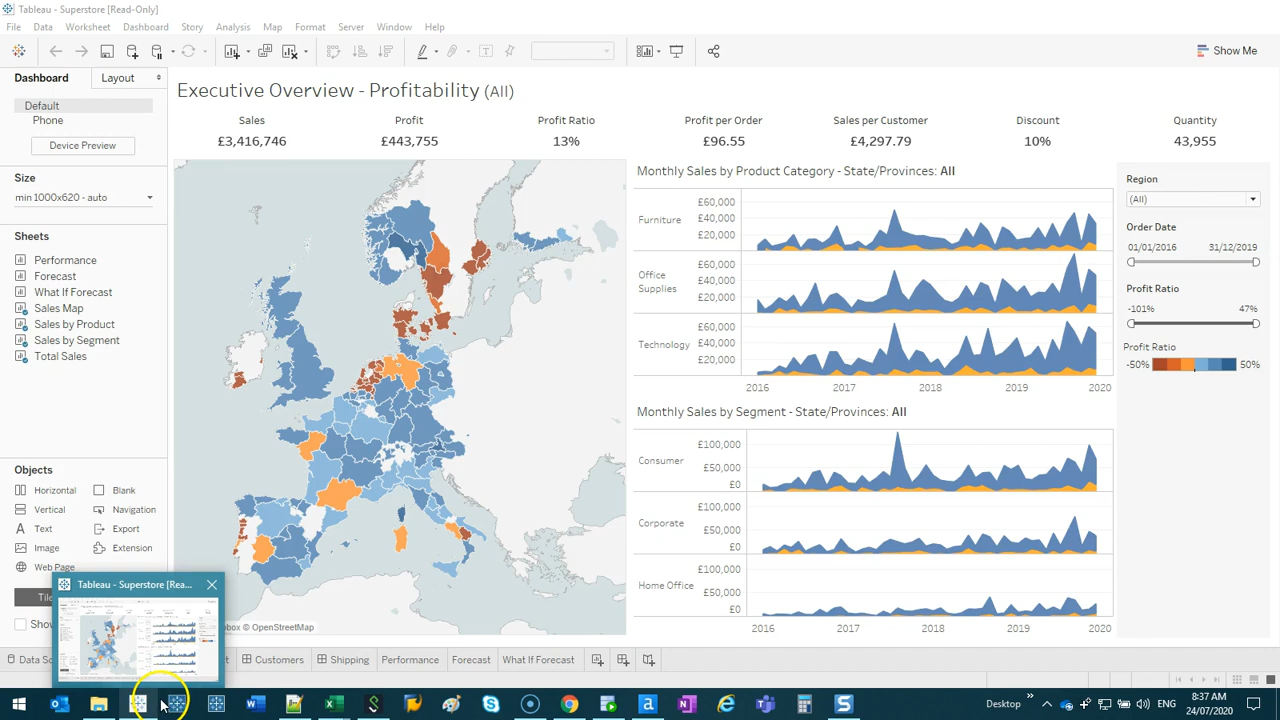 Tableau - Superstore [Read-Only]
File Data Worksheet Dashboard Story Analysis Map Format Server Window Help
Show Me
Dashboard Layout
Default
Phone
Device Preview
Size
min 1000x620 - auto
Sheets
Performance
Forecast
What If Forecast
Sales Map
Sales by Product
Sales by Segment
Total Sales
Objects
Horizontal Blank
Vertical Navigation
Text Export
Image Extension
Web Page
Executive Overview - Profitability (All)
Sales Profit Profit Ratio Profit per Order Sales per Customer Discount Quantity
£3,416,746 £443,755 13% £96.55 £4,297.79 10% 43,955
Monthly Sales by Product Category - State/Provinces: All
Furniture
£60,000
£40,000
£20,000
Office Supplies
£60,000
£40,000
£20,000
Technology
£60,000
£40,000
£20,000
2016 2017 2018 2019 2020
Monthly Sales by Segment - State/Provinces: All
Consumer
£100,000
£50,000
£0
Corporate
£100,000
£50,000
£0
Home Office
£100,000
£50,000
£0
2016 2017 2018 2019 2020
Region
(All)
Order Date
01/01/2016 31/12/2019
Profit Ratio
-101% 47%
Profit Ratio
-50% 50%
© OpenStreetMap
Tableau - Superstore [Rea...
Customers Shipping Performance Forecast What If Forecast
Desktop
ENG
8:37 AM
24/07/2020